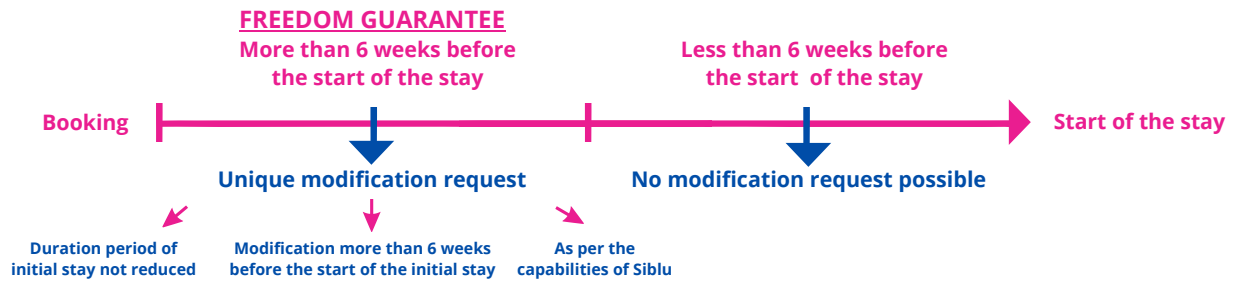 FREEDOM GUARANTEE
More than 6 weeks before
the start of the stay
Less than 6 weeks before
the start of the stay
Booking
Start of the stay
Unique modification request
No modification request possible
Duration period of
initial stay not reduced
Modification more than 6 weeks
before the start of the initial stay
As per the
capabilities of Siblu